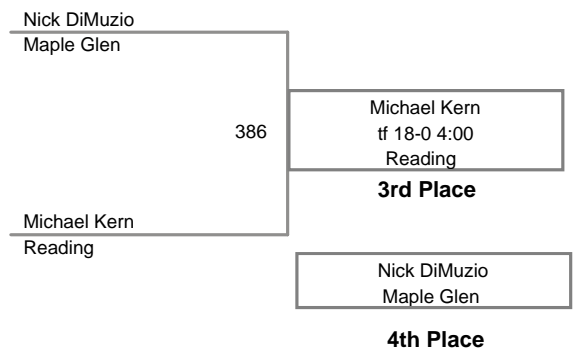 Nick DiMuzio
Maple Glen
386
Michael Kern
tf 18-0 4:00
Reading
3rd Place
Michael Kern
Reading
Nick DiMuzio
Maple Glen
4th Place